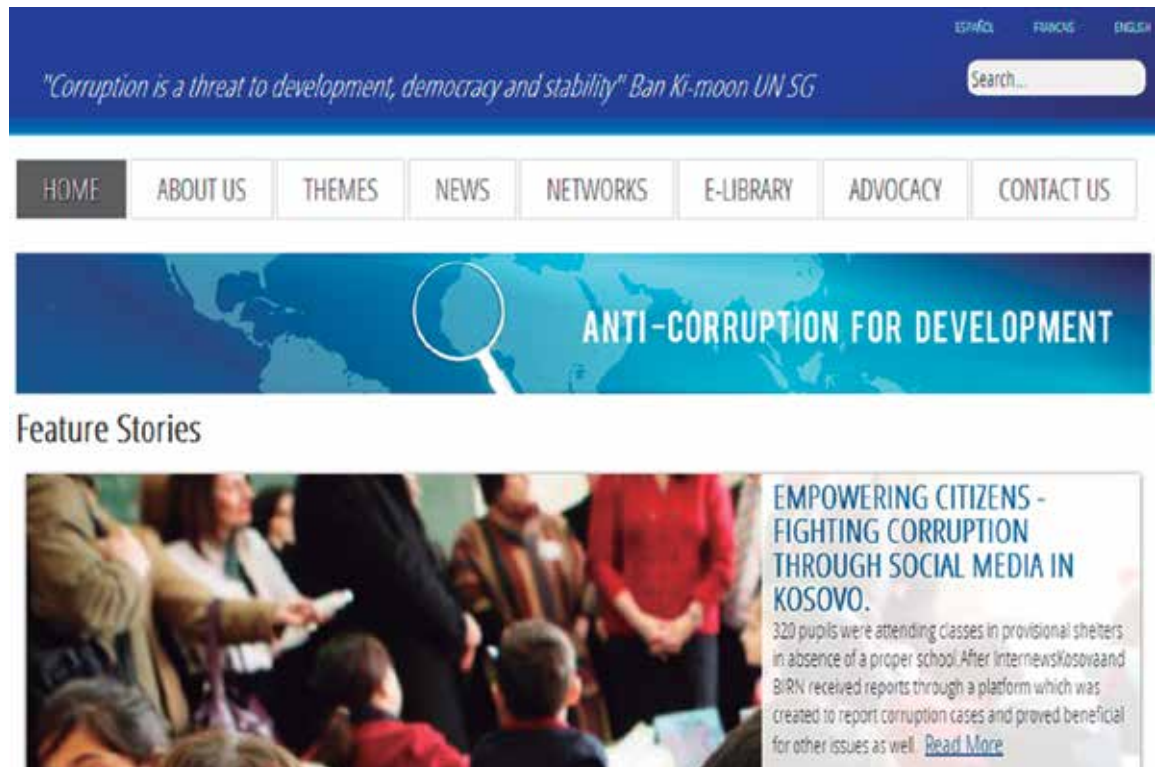 ESPAÑOL FRANCAIS ENGLISH
"Corruption is a threat to development, democracy and stability" Ban Ki-moon UN SG
Search...
HOME ABOUT US THEMES NEWS NETWORKS E-LIBRARY ADVOCACY CONTACT US
ANTI-CORRUPTION FOR DEVELOPMENT
Feature Stories
EMPOWERING CITIZENS -
FIGHTING CORRUPTION
THROUGH SOCIAL MEDIA IN
KOSOVO.
320 pupils were attending classes in provisional shelters
in absence of a proper school.After InternewsKosovaand
BIRN received reports through a platform which was
created to report corruption cases and proved beneficial
for other issues as well. Read More